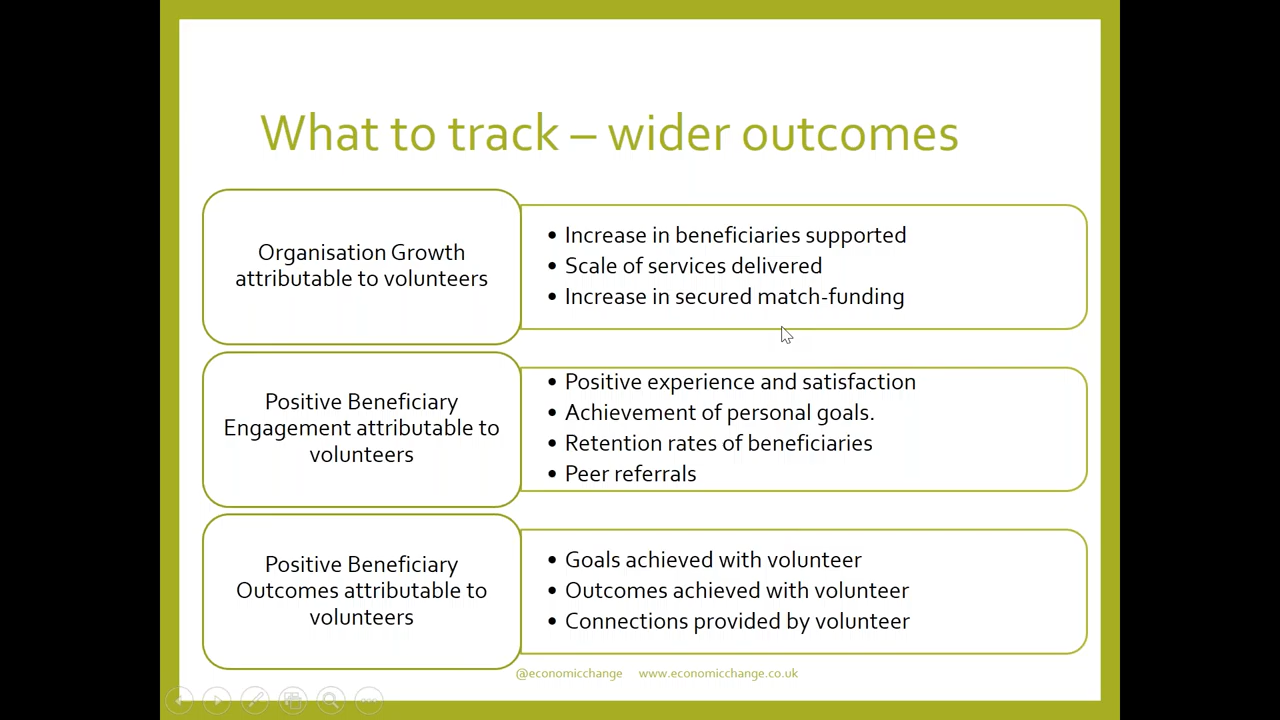 What to track – wider outcomes
Organisation Growth
attributable to volunteers
• Increase in beneficiaries supported
• Scale of services delivered
• Increase in secured match-funding
Positive Beneficiary
Engagement attributable to
volunteers
• Positive experience and satisfaction
• Achievement of personal goals.
• Retention rates of beneficiaries
• Peer referrals
Positive Beneficiary
Outcomes attributable to
volunteers
• Goals achieved with volunteer
• Outcomes achieved with volunteer
• Connections provided by volunteer
@economicchange www.economicchange.co.uk